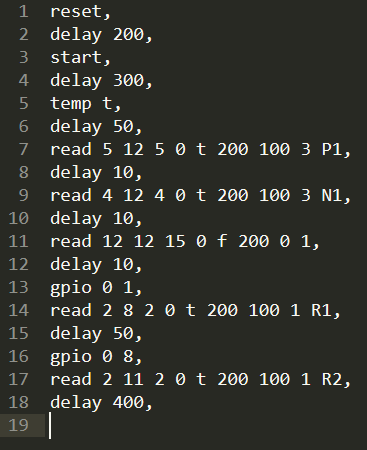 1 reset,
2 delay 200,
3 start,
4 delay 300,
5 temp t,
6 delay 50,
7 read 5 12 5 0 t 200 100 3 P1,
8 delay 10,
9 read 4 12 4 0 t 200 100 3 N1,
10 delay 10,
11 read 12 12 15 0 f 200 0 1,
12 delay 10,
13 gpio 0 1,
14 read 2 8 2 0 t 200 100 1 R1,
15 delay 50,
16 gpio 0 8,
17 read 2 11 2 0 t 200 100 1 R2,
18 delay 400,
19